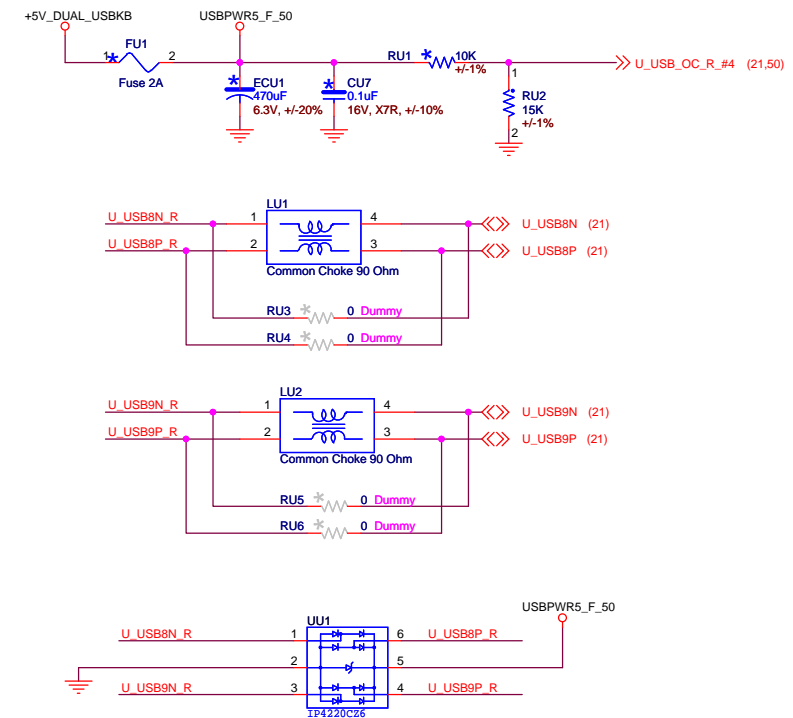 +5V_DUAL_USBKB USBPWR5_F_50
FU1 RU1 * 10K U_USB_OC_R_#4 (21,50)
1 * 2 +/-1%
Fuse 2A * ECU1 * CU7 1 RU2
470uF 0.1uF 15K
6.3V, +/-20% 16V, X7R, +/-10% +/-1%
2
LU1
U_USB8N_R 1 4 U_USB8N (21)
U_USB8P_R 2 3 U_USB8P (21)
Common Choke 90 Ohm
RU3 * 0 Dummy
RU4 * 0 Dummy
LU2
U_USB9N_R 1 4 U_USB9N (21)
U_USB9P_R 2 3 U_USB9P (21)
Common Choke 90 Ohm
RU5 * 0 Dummy
RU6 * 0 Dummy
USBPWR5_F_50
UU1
U_USB8N_R 1 6 U_USB8P_R
2 5
U_USB9N_R 3 4 U_USB9P_R
IP4220CZ6